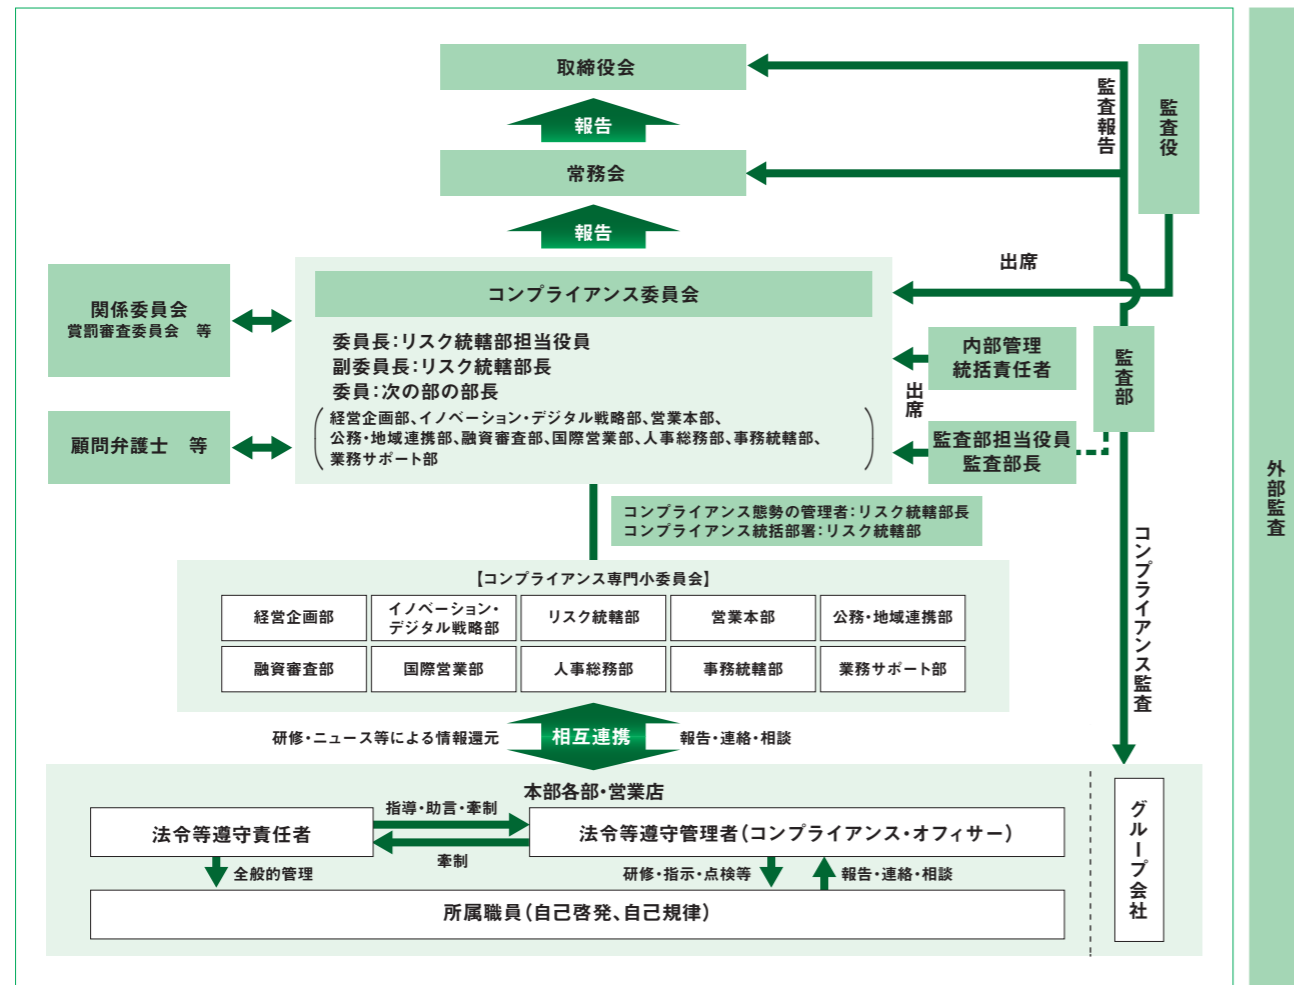 取締役会
報告
常務会
報告
監査報告
監査役
出席
コンプライアンス委員会
委員長：リスク統轄部担当役員
副委員長：リスク統轄部長
委員：次の部の部長
経営企画部、イノベーション・デジタル戦略部、営業本部、
公務・地域連携部、融資審査部、国際営業部、人事総務部、事務統轄部、
業務サポート部
関係委員会
賞罰審査委員会　等
顧問弁護士　等
内部管理
統括責任者
出席
監査部担当役員
監査部長
監査部
外部監査
コンプライアンス態勢の管理者：リスク統轄部長
コンプライアンス統括部署：リスク統轄部
コンプライアンス監査
【コンプライアンス専門小委員会】
経営企画部
イノベーション・
デジタル戦略部
リスク統轄部
営業本部
公務・地域連携部
融資審査部
国際営業部
人事総務部
事務統轄部
業務サポート部
研修・ニュース等による情報還元
相互連携
報告・連絡・相談
本部各部・営業店
法令等遵守責任者
指導・助言・牽制
牽制
法令等遵守管理者（コンプライアンス・オフィサー）
全般的管理
研修・指示・点検等
報告・連絡・相談
所属職員（自己啓発、自己規律）
グループ会社